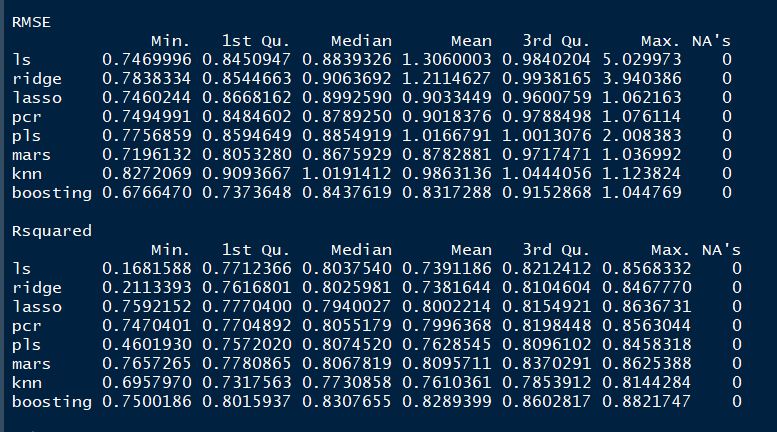 RMSE
Min. 1st Qu. Median Mean 3rd Qu. Max. NA's
ls 0.7469996 0.8450947 0.8839326 1.3060003 0.9840204 5.029973 0
ridge 0.7838334 0.8544663 0.9063692 1.2114627 0.9938165 3.940386 0
lasso 0.7460244 0.8668162 0.8992590 0.9033449 0.9600759 1.062163 0
pcr 0.7494991 0.8484602 0.8789250 0.9018376 0.9788498 1.076114 0
pls 0.7756859 0.8594649 0.8854919 1.0166791 1.0013076 2.008383 0
mars 0.7196132 0.8053280 0.8675929 0.8782881 0.9717471 1.036992 0
knn 0.8272069 0.9093667 1.0191412 0.9863136 1.0444056 1.123824 0
boosting 0.6766470 0.7373648 0.8437619 0.8317288 0.9152868 1.044769 0
Rsquared
Min. 1st Qu. Median Mean 3rd Qu. Max. NA's
ls 0.1681588 0.7712366 0.8037540 0.7391186 0.8212412 0.8568332 0
ridge 0.2113393 0.7616801 0.8025981 0.7381644 0.8104604 0.8467770 0
lasso 0.7592152 0.7770400 0.7940027 0.8002214 0.8154921 0.8636731 0
pcr 0.7470401 0.7704892 0.8055179 0.7996368 0.8198448 0.8563044 0
pls 0.4601930 0.7572020 0.8074520 0.7628545 0.8096102 0.8458318 0
mars 0.7657265 0.7780865 0.8067819 0.8095711 0.8370291 0.8625388 0
knn 0.6957970 0.7317563 0.7730858 0.7610361 0.7853912 0.8144284 0
boosting 0.7500186 0.8015937 0.8307655 0.8289399 0.8602817 0.8821747 0